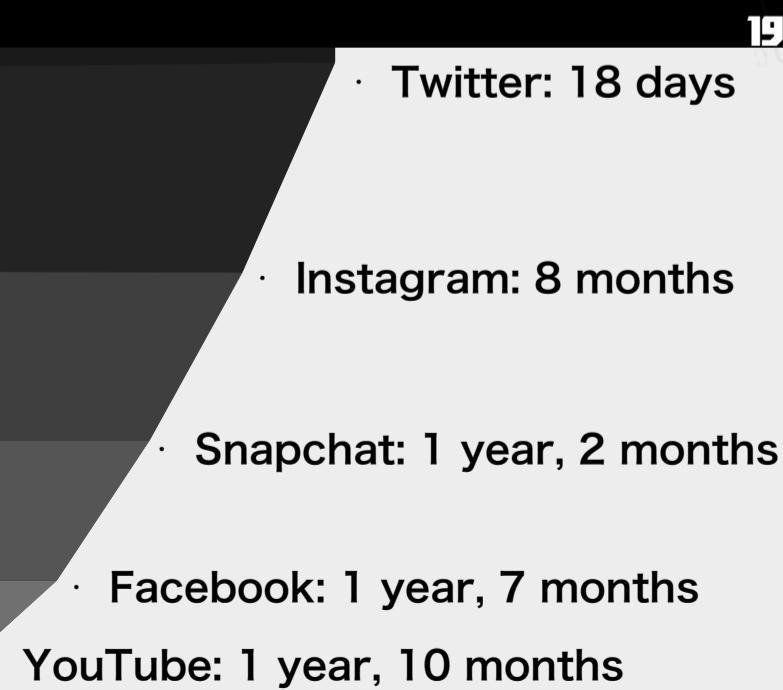 19
· Twitter: 18 days
· Instagram: 8 months
· Snapchat: 1 year, 2 months
· Facebook: 1 year, 7 months
YouTube: 1 year, 10 months